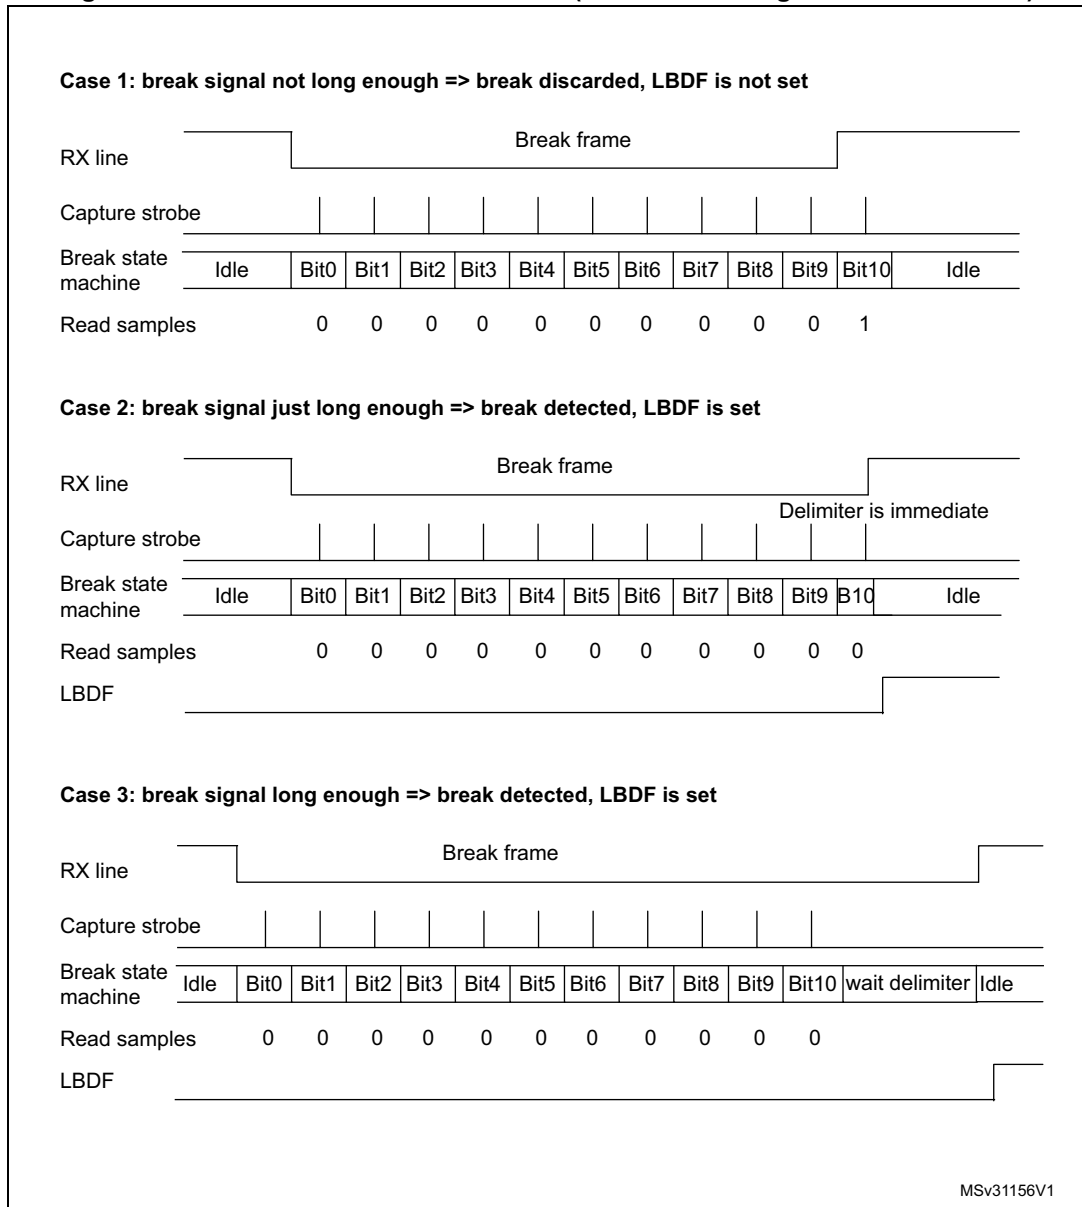 Case 1: break signal not long enough => break discarded, LBDF is not set
Break frame
RX line
Capture strobe
Break state machine Idle Bit0 Bit1 Bit2 Bit3 Bit4 Bit5 Bit6 Bit7 Bit8 Bit9 Bit10 Idle
Read samples 0 0 0 0 0 0 0 0 0 0 1
Case 2: break signal just long enough => break detected, LBDF is set
Break frame
RX line
Delimiter is immediate
Capture strobe
Break state machine Idle Bit0 Bit1 Bit2 Bit3 Bit4 Bit5 Bit6 Bit7 Bit8 Bit9 B10 Idle
Read samples 0 0 0 0 0 0 0 0 0 0 0
LBDF
Case 3: break signal long enough => break detected, LBDF is set
Break frame
RX line
Capture strobe
Break state machine Idle Bit0 Bit1 Bit2 Bit3 Bit4 Bit5 Bit6 Bit7 Bit8 Bit9 Bit10 wait delimiter Idle
Read samples 0 0 0 0 0 0 0 0 0 0 0
LBDF
MSv31156V1